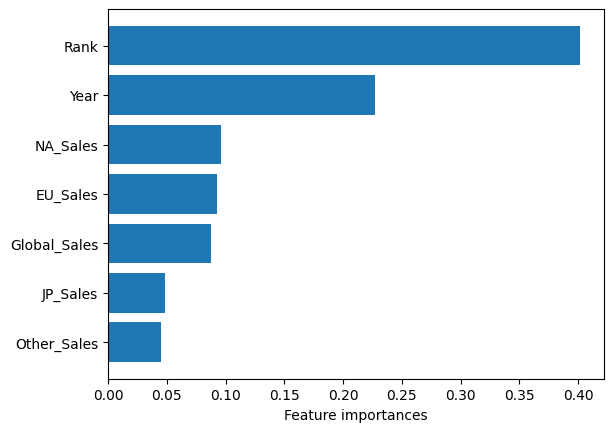 Rank
Year
NA_Sales
EU_Sales
Global_Sales
JP_Sales
Other_Sales
0.00 0.05 0.10 0.15 0.20 0.25 0.30 0.35 0.40
Feature importances